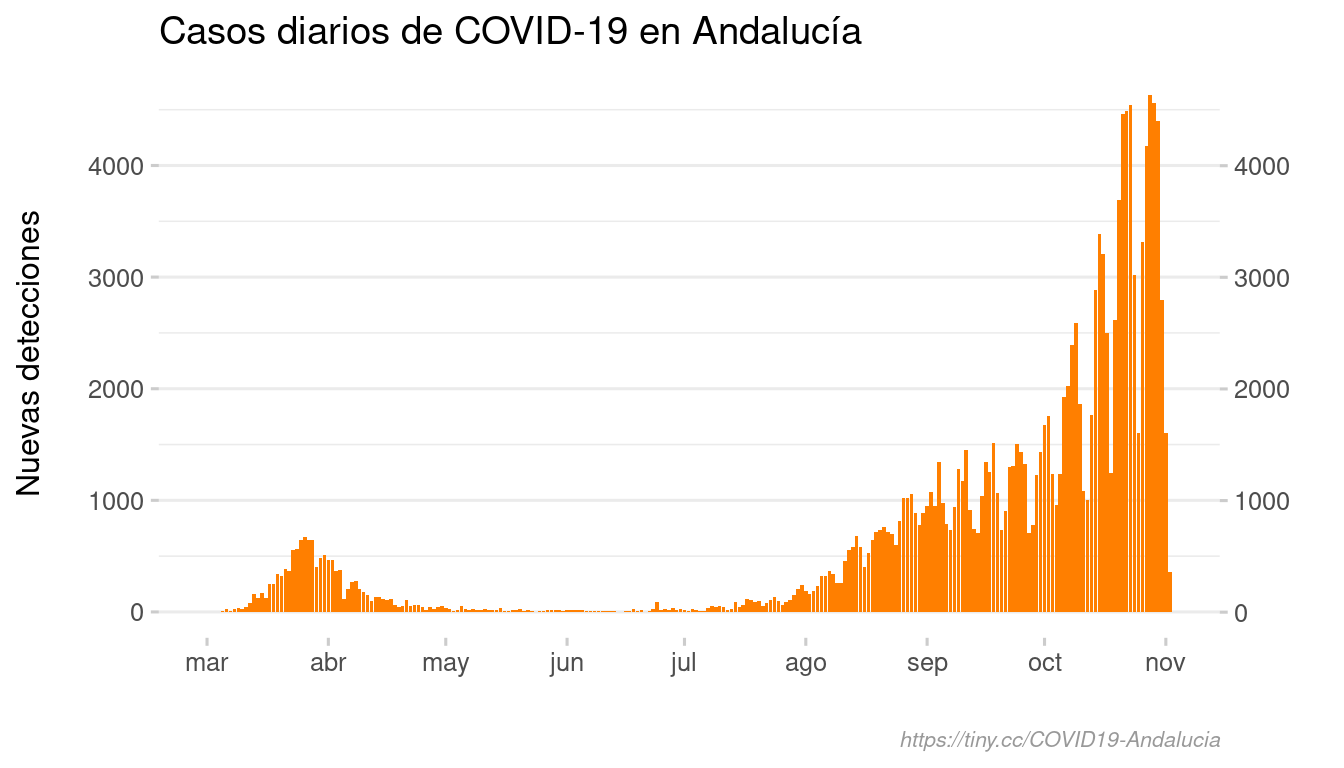 Casos diarios de COVID-19 en Andalucía
Nuevas detecciones
4000 4000
3000 3000
2000 2000
1000 1000
0 0
mar abr may jun jul ago sep oct nov
https://tiny.cc/COVID19-Andalucia